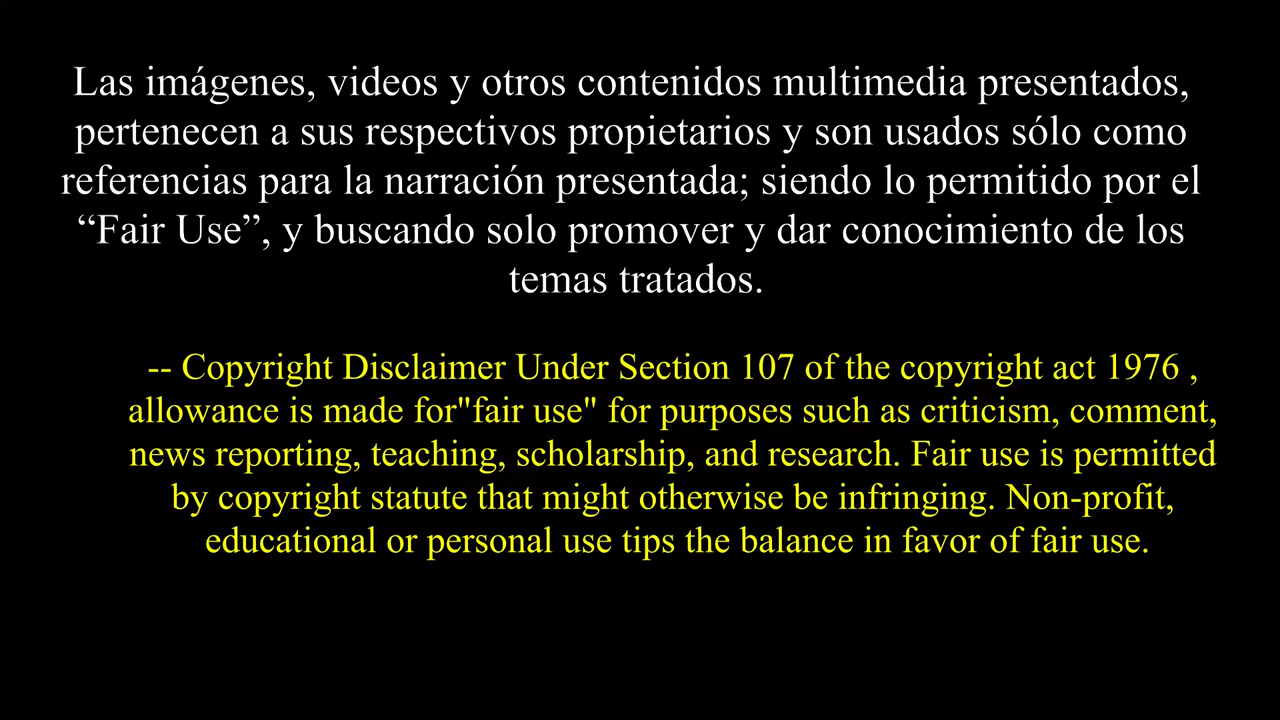 Las imágenes, videos y otros contenidos multimedia presentados,
pertenecen a sus respectivos propietarios y son usados sólo como
referencias para la narración presentada; siendo lo permitido por el
“Fair Use”, y buscando solo promover y dar conocimiento de los
temas tratados.
-- Copyright Disclaimer Under Section 107 of the copyright act 1976 ,
allowance is made for"fair use" for purposes such as criticism, comment,
news reporting, teaching, scholarship, and research. Fair use is permitted
by copyright statute that might otherwise be infringing. Non-profit,
educational or personal use tips the balance in favor of fair use.